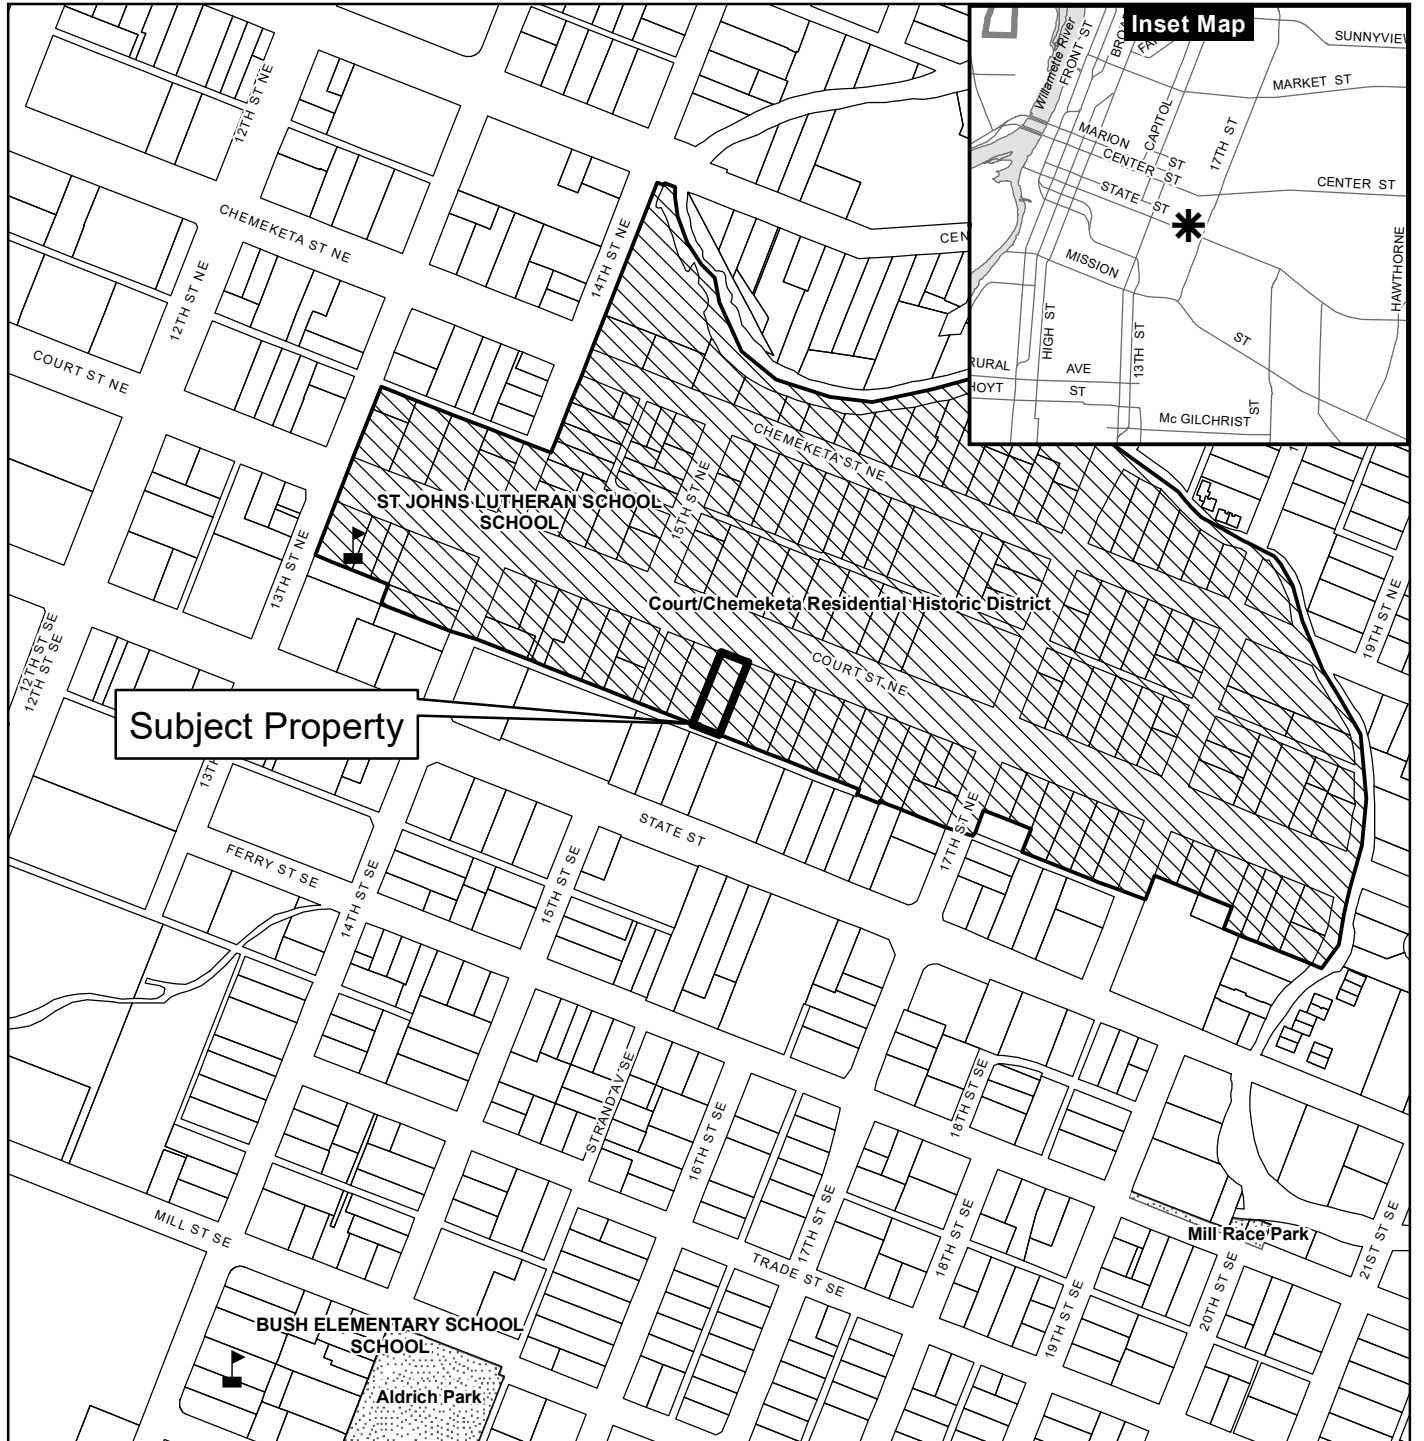 Inset Map
Willamette River
FRONT ST
SUNNYVIEW
MARKET ST
CAPITOL
17TH ST
MARION ST
CENTER ST
CENTER ST
STATE ST
MISSION
ST
HAWTHORNE
HIGH ST
13TH ST
RURAL AVE
HOYT ST
ST
Mc GILCHRIST
12TH ST NE
CHEMEKETA ST NE
12TH ST NE
14TH ST NE
CEN
COURT ST NE
CHEMEKETA ST NE
15TH ST NE
ST JOHNS LUTHERAN SCHOOL
SCHOOL
13TH ST NE
19TH ST NE
Court/Chemeketa Residential Historic District
12TH ST SE
12TH ST SE
COURT ST NE
Subject Property
13TH
STATE ST
17TH ST NE
FERRY ST SE
14TH ST SE
15TH ST SE
STRAND AV SE
16TH ST SE
18TH ST SE
17TH ST SE
18TH ST SE
MILL ST SE
TRADE ST SE
Mill Race Park
21ST ST SE
20TH ST SE
19TH ST SE
BUSH ELEMENTARY SCHOOL
SCHOOL
Aldrich Park